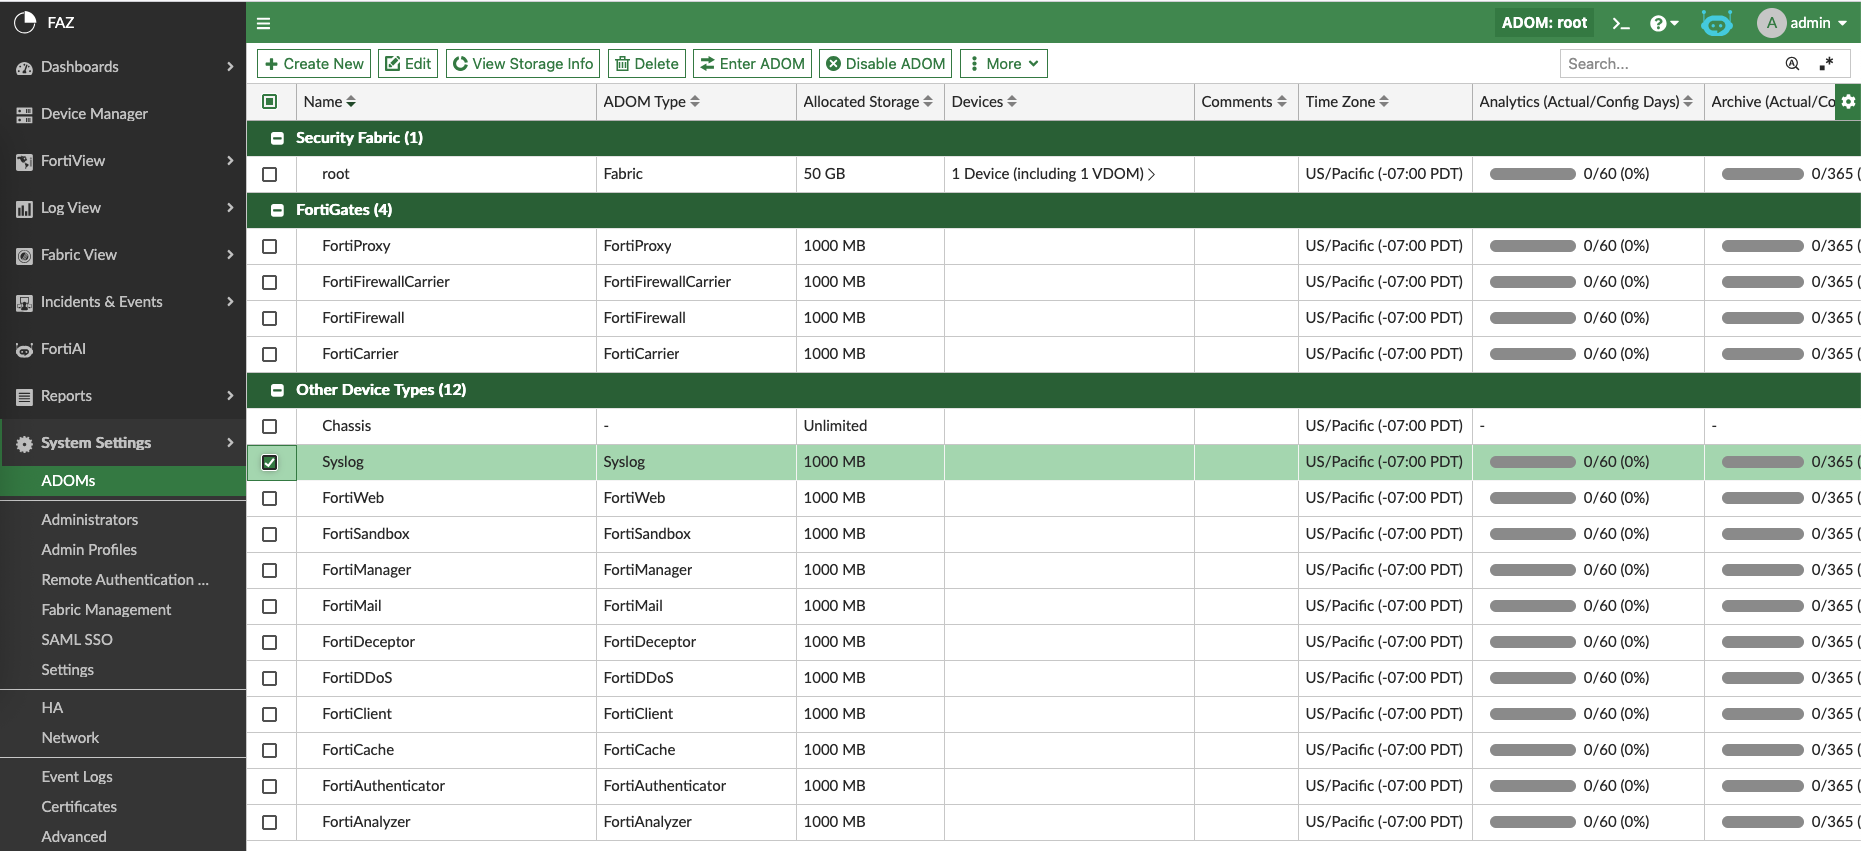 FAZ
ADOM: root >_ ? A admin
Dashboards
Device Manager
FortiView
Log View
Fabric View
Incidents & Events
FortiAI
Reports
System Settings
ADOMs
Administrators
Admin Profiles
Remote Authentication ...
Fabric Management
SAML SSO
Settings
HA
Network
Event Logs
Certificates
Advanced
+ Create New Edit View Storage Info Delete Enter ADOM Disable ADOM More Search...
Name ADOM Type Allocated Storage Devices Comments Time Zone Analytics (Actual/Config Days) Archive (Actual/Co
Security Fabric (1)
root Fabric 50 GB 1 Device (including 1 VDOM) > US/Pacific (-07:00 PDT) 0/60 (0%) 0/365 (
FortiGates (4)
FortiProxy FortiProxy 1000 MB US/Pacific (-07:00 PDT) 0/60 (0%) 0/365 (
FortiFirewallCarrier FortiFirewallCarrier 1000 MB US/Pacific (-07:00 PDT) 0/60 (0%) 0/365 (
FortiFirewall FortiFirewall 1000 MB US/Pacific (-07:00 PDT) 0/60 (0%) 0/365 (
FortiCarrier FortiCarrier 1000 MB US/Pacific (-07:00 PDT) 0/60 (0%) 0/365 (
Other Device Types (12)
Chassis - Unlimited US/Pacific (-07:00 PDT) - -
Syslog Syslog 1000 MB US/Pacific (-07:00 PDT) 0/60 (0%) 0/365 (
FortiWeb FortiWeb 1000 MB US/Pacific (-07:00 PDT) 0/60 (0%) 0/365 (
FortiSandbox FortiSandbox 1000 MB US/Pacific (-07:00 PDT) 0/60 (0%) 0/365 (
FortiManager FortiManager 1000 MB US/Pacific (-07:00 PDT) 0/60 (0%) 0/365 (
FortiMail FortiMail 1000 MB US/Pacific (-07:00 PDT) 0/60 (0%) 0/365 (
FortiDeceptor FortiDeceptor 1000 MB US/Pacific (-07:00 PDT) 0/60 (0%) 0/365 (
FortiDDoS FortiDDoS 1000 MB US/Pacific (-07:00 PDT) 0/60 (0%) 0/365 (
FortiClient FortiClient 1000 MB US/Pacific (-07:00 PDT) 0/60 (0%) 0/365 (
FortiCache FortiCache 1000 MB US/Pacific (-07:00 PDT) 0/60 (0%) 0/365 (
FortiAuthenticator FortiAuthenticator 1000 MB US/Pacific (-07:00 PDT) 0/60 (0%) 0/365 (
FortiAnalyzer FortiAnalyzer 1000 MB US/Pacific (-07:00 PDT) 0/60 (0%) 0/365 (